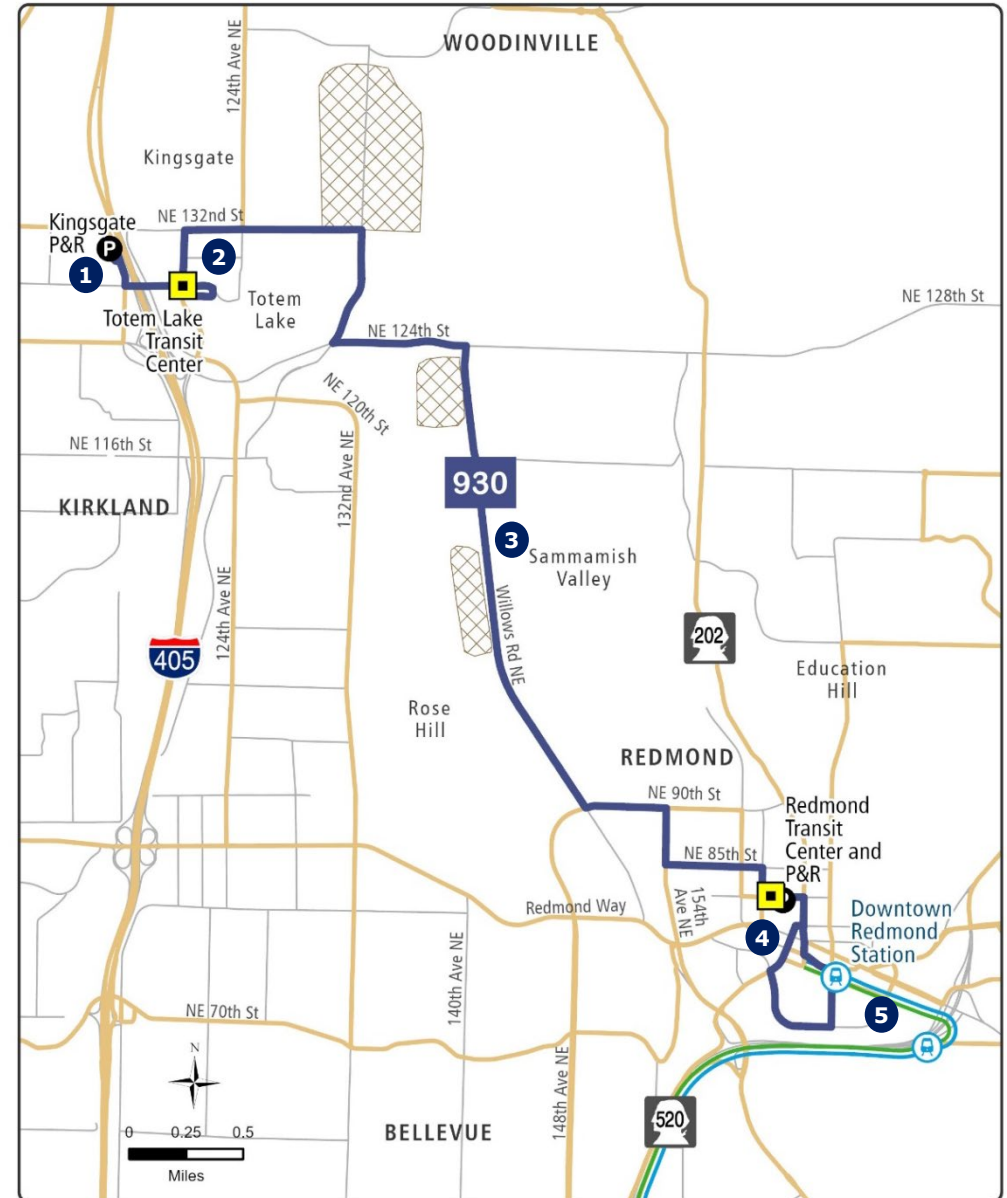 WOODINVILLE
124th Ave NE
Kingsgate
NE 132nd St
Kingsgate
P&R
P
1
2
Totem Lake
Transit
Center
Totem
Lake
NE 128th St
NE 124th St
NE 120th St
NE 116th St
132nd Ave NE
KIRKLAND
930
3
Sammamish
Valley
Willows Rd NE
124th Ave NE
405
202
Education
Hill
Rose
Hill
REDMOND
NE 90th St
Redmond
Transit
Center and
P&R
NE 85th St
154th
Ave NE
Redmond Way
4
Downtown
Redmond
Station
5
140th Ave NE
NE 70th St
148th Ave NE
N
0 0.25 0.5
Miles
BELLEVUE
520